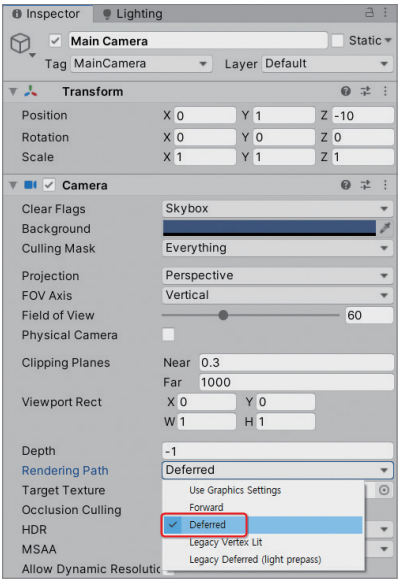 Inspector Lighting
Main Camera Static
Tag MainCamera Layer Default
Transform
Position X 0 Y 1 Z -10
Rotation X 0 Y 0 Z 0
Scale X 1 Y 1 Z 1
Camera
Clear Flags Skybox
Background
Culling Mask Everything
Projection Perspective
FOV Axis Vertical
Field of View 60
Physical Camera
Clipping Planes Near 0.3
Far 1000
Viewport Rect X 0 Y 0
W 1 H 1
Depth -1
Rendering Path Deferred
Target Texture Use Graphics Settings
Occlusion Culling Forward
HDR Deferred
MSAA Legacy Vertex Lit
Allow Dynamic Resolutic Legacy Deferred (light prepass)